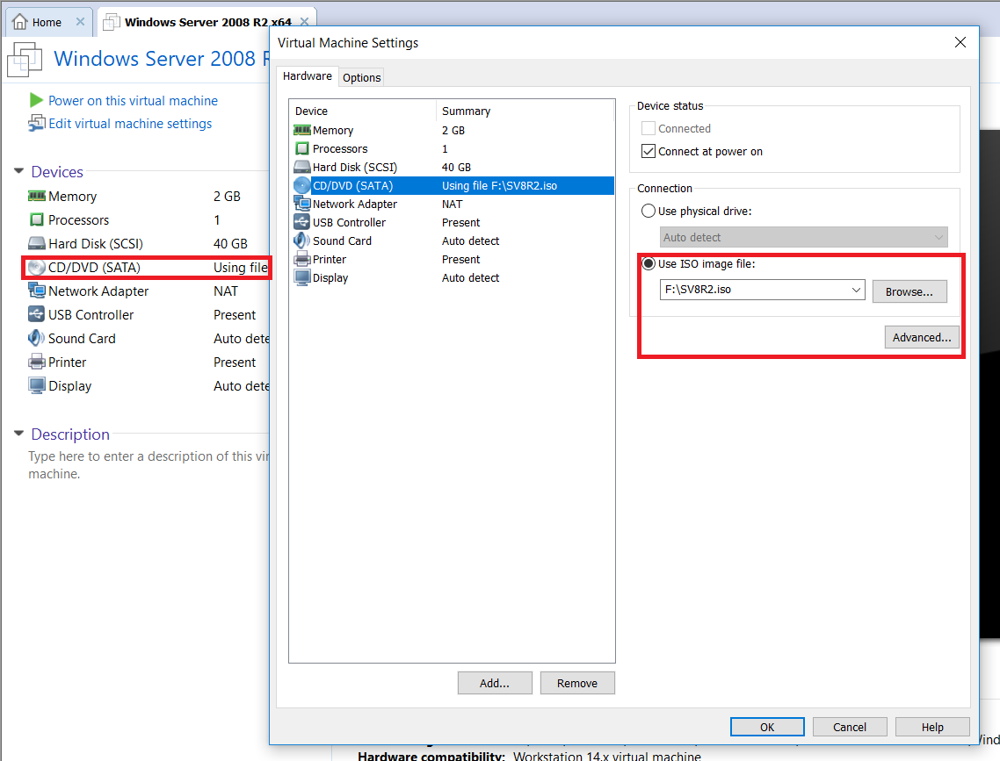 Home
Windows Server 2008 R2 x64
Windows Server 2008 R
Power on this virtual machine
Edit virtual machine settings
Devices
Memory 2 GB
Processors 1
Hard Disk (SCSI) 40 GB
CD/DVD (SATA) Using file
Network Adapter NAT
USB Controller Present
Sound Card Auto dete
Printer Present
Display Auto dete
Description
Type here to enter a description of this vir
machine.
Virtual Machine Settings
Hardware Options
Device Summary
Memory 2 GB
Processors 1
Hard Disk (SCSI) 40 GB
CD/DVD (SATA) Using file F:\SV8R2.iso
Network Adapter NAT
USB Controller Present
Sound Card Auto detect
Printer Present
Display Auto detect
Add... Remove
Device status
Connected
Connect at power on
Connection
Use physical drive:
Auto detect
Use ISO image file:
F:\SV8R2.iso Browse...
Advanced...
OK Cancel Help
Hardware compatibility: Workstation 14.x virtual machine